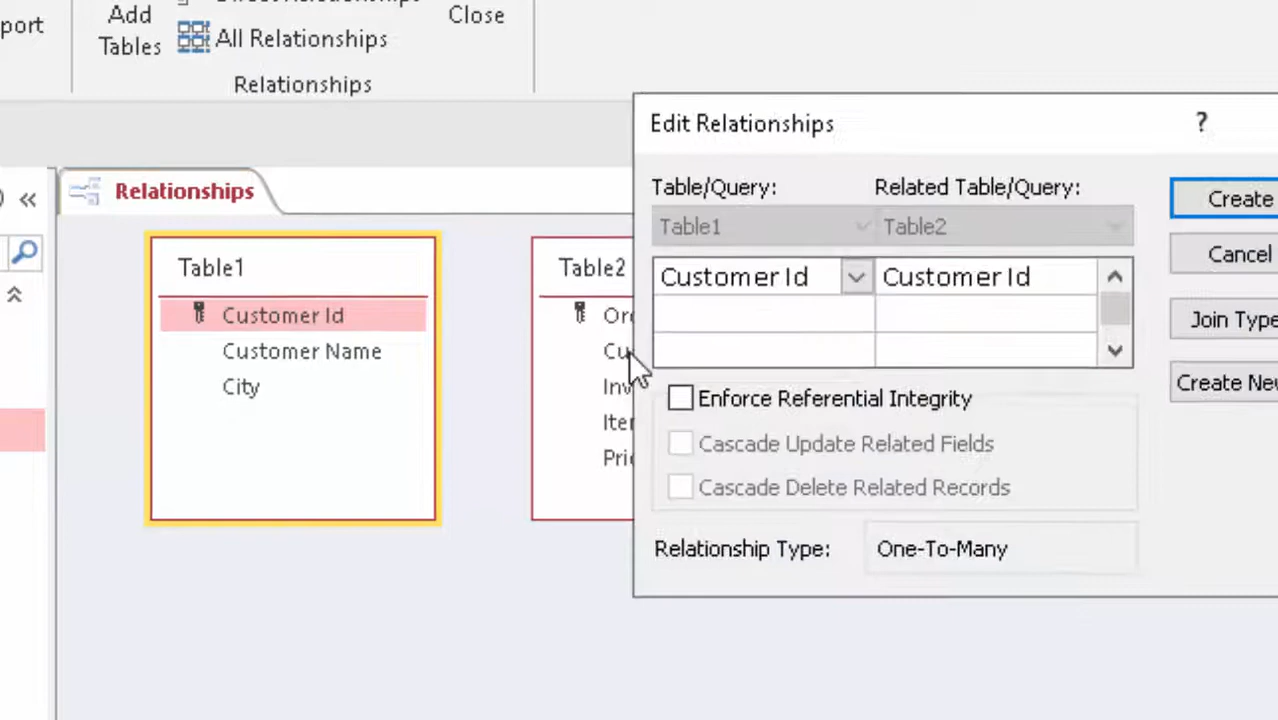 port
Add
Tables
All Relationships
Close
Relationships
Relationships
Table1
Customer Id
Customer Name
City
Table2
Edit Relationships
?
Table/Query:
Related Table/Query:
Table1
Table2
Customer Id
Customer Id
Enforce Referential Integrity
Cascade Update Related Fields
Cascade Delete Related Records
Relationship Type:
One-To-Many
Create
Cancel
Join Type
Create New